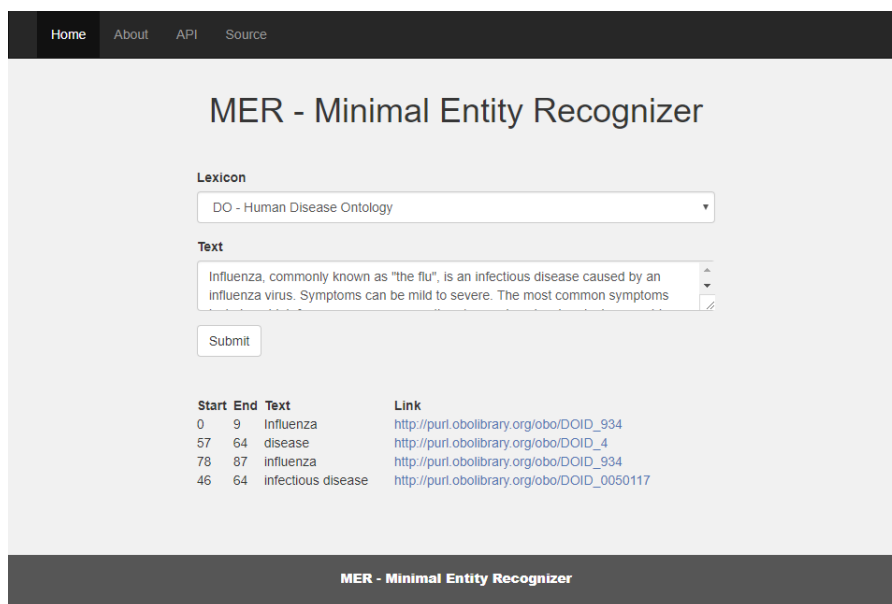 Home About API Source
MER - Minimal Entity Recognizer
Lexicon
DO - Human Disease Ontology
Text
Influenza, commonly known as "the flu", is an infectious disease caused by an
influenza virus. Symptoms can be mild to severe. The most common symptoms
Submit
Start End Text Link
0 9 Influenza http://purl.obolibrary.org/obo/DOID_934
57 64 disease http://purl.obolibrary.org/obo/DOID_4
78 87 influenza http://purl.obolibrary.org/obo/DOID_934
46 64 infectious disease http://purl.obolibrary.org/obo/DOID_0050117
MER - Minimal Entity Recognizer